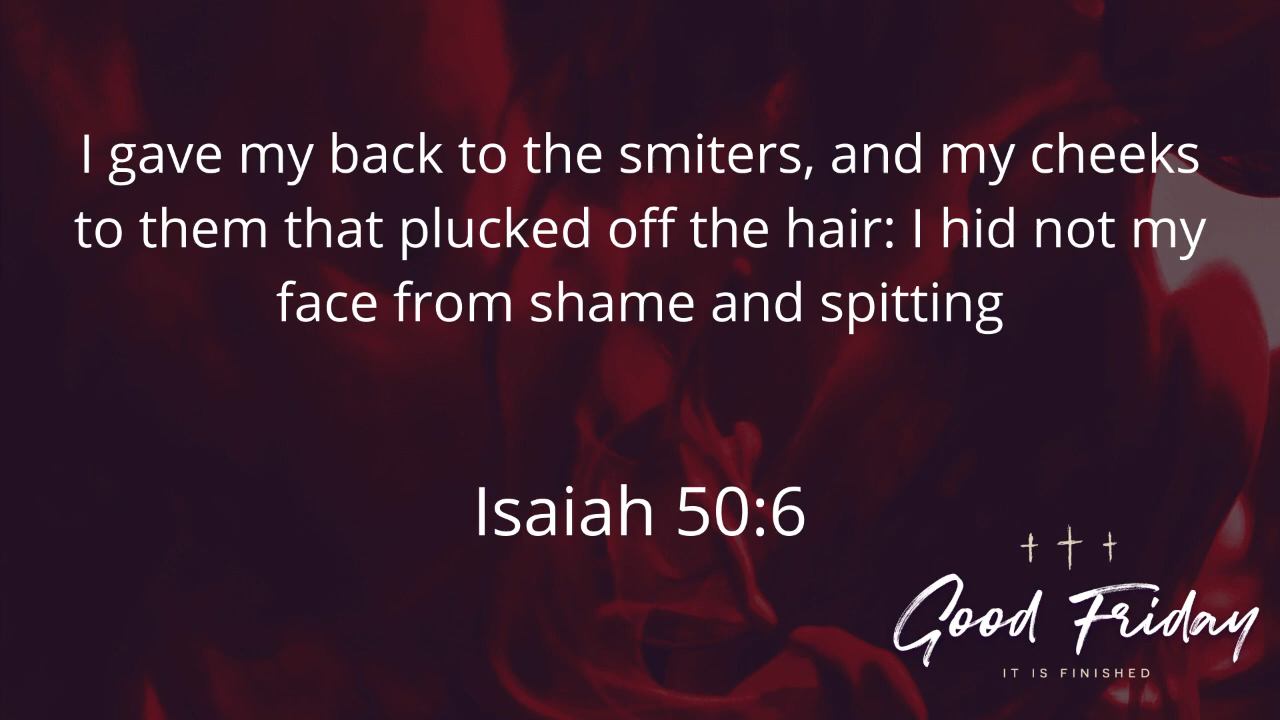 I gave my back to the smiters, and my cheeks
to them that plucked off the hair: I hid not my
face from shame and spitting
Isaiah 50:6
Good Friday
IT IS FINISHED